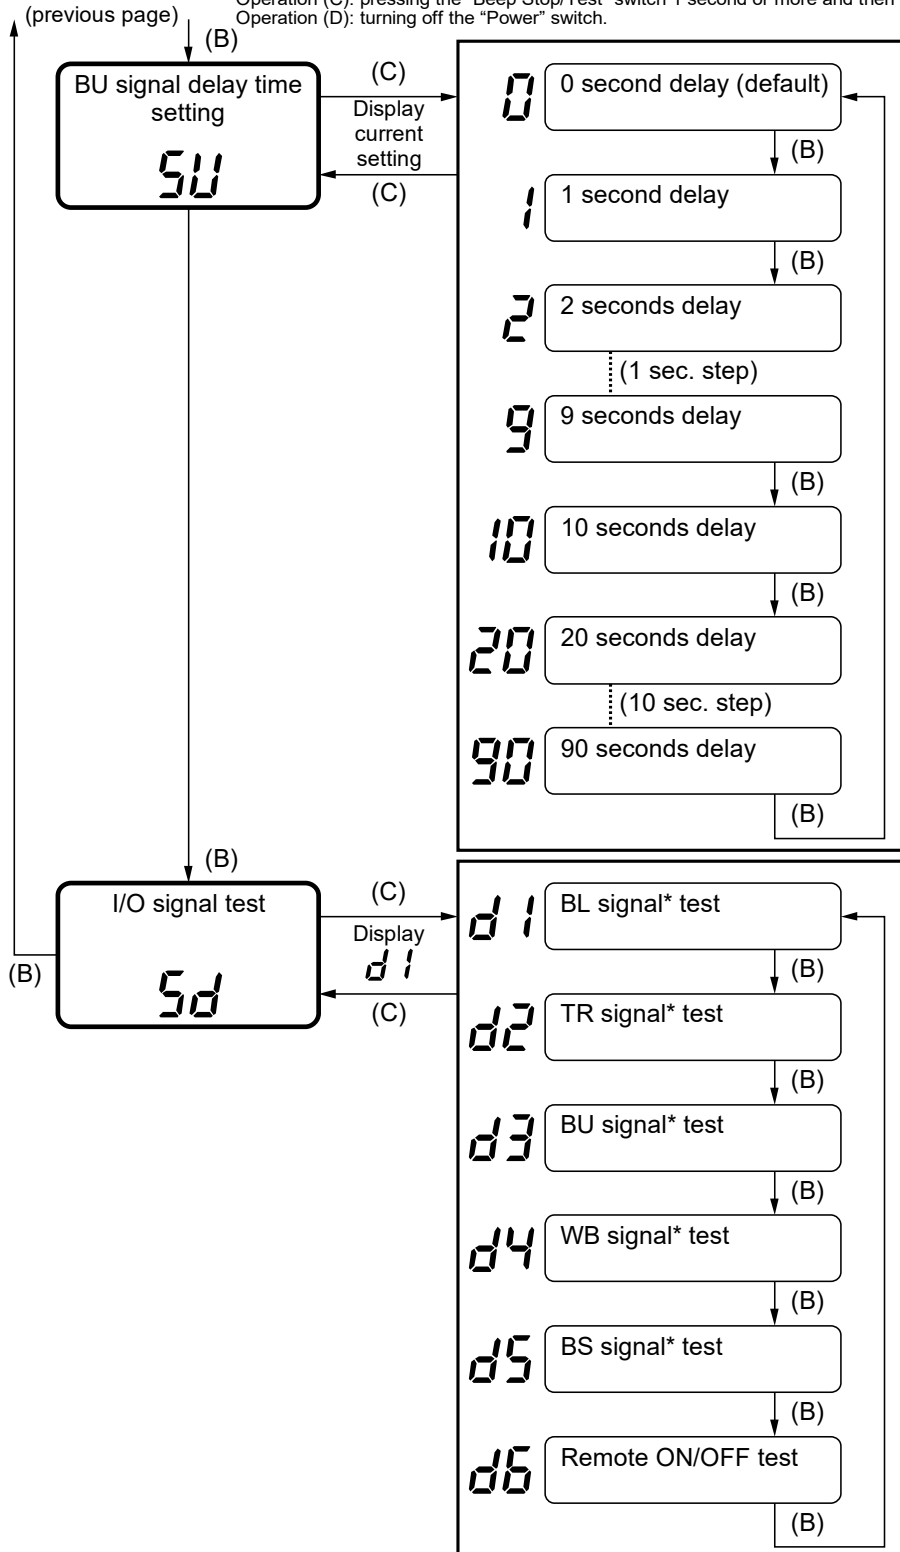 Operation (C): pressing the “Beep Stop/Test” switch 1 second or more and then
(previous page)
Operation (D): turning off the “Power” switch.
(B)
BU signal delay time
setting
SU
(C)
Display
current
setting
(C)
0 0 second delay (default)
(B)
1 1 second delay
(B)
2 2 seconds delay
(1 sec. step)
9 9 seconds delay
(B)
10 10 seconds delay
(B)
20 20 seconds delay
(10 sec. step)
90 90 seconds delay
(B)
(B)
I/O signal test
Sd
(B)
(C)
Display
d1
(C)
d1 BL signal* test
(B)
d2 TR signal* test
(B)
d3 BU signal* test
(B)
d4 WB signal* test
(B)
d5 BS signal* test
(B)
d6 Remote ON/OFF test
(B)